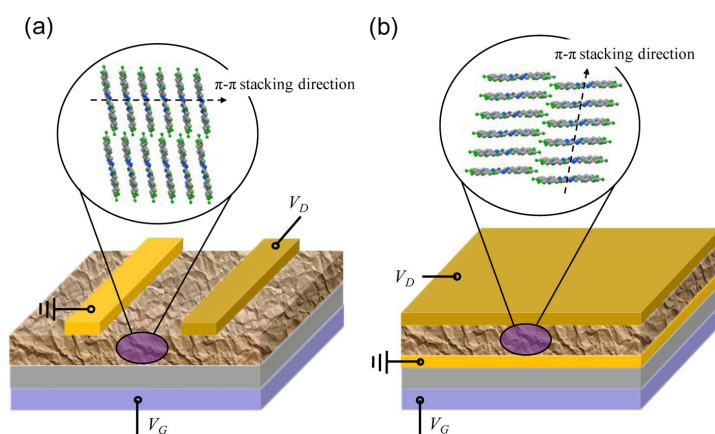 (a)
(b)
π-π stacking direction
π-π stacking direction
V_D
V_D
V_G
V_G